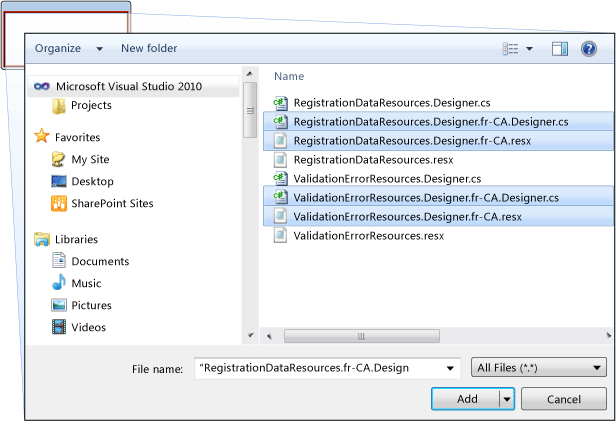 Organize
New folder
Microsoft Visual Studio 2010
Projects
Favorites
My Site
Desktop
SharePoint Sites
Libraries
Documents
Music
Pictures
Videos
Name
RegistrationDataResources.Designer.cs
RegistrationDataResources.Designer.fr-CA.Designer.cs
RegistrationDataResources.Designer.fr-CA.resx
RegistrationDataResources.resx
ValidationErrorResources.Designer.cs
ValidationErrorResources.Designer.fr-CA.Designer.cs
ValidationErrorResources.Designer.fr-CA.resx
ValidationErrorResources.resx
File name: "RegistrationDataResources.fr-CA.Design
All Files (*.*)
Add
Cancel